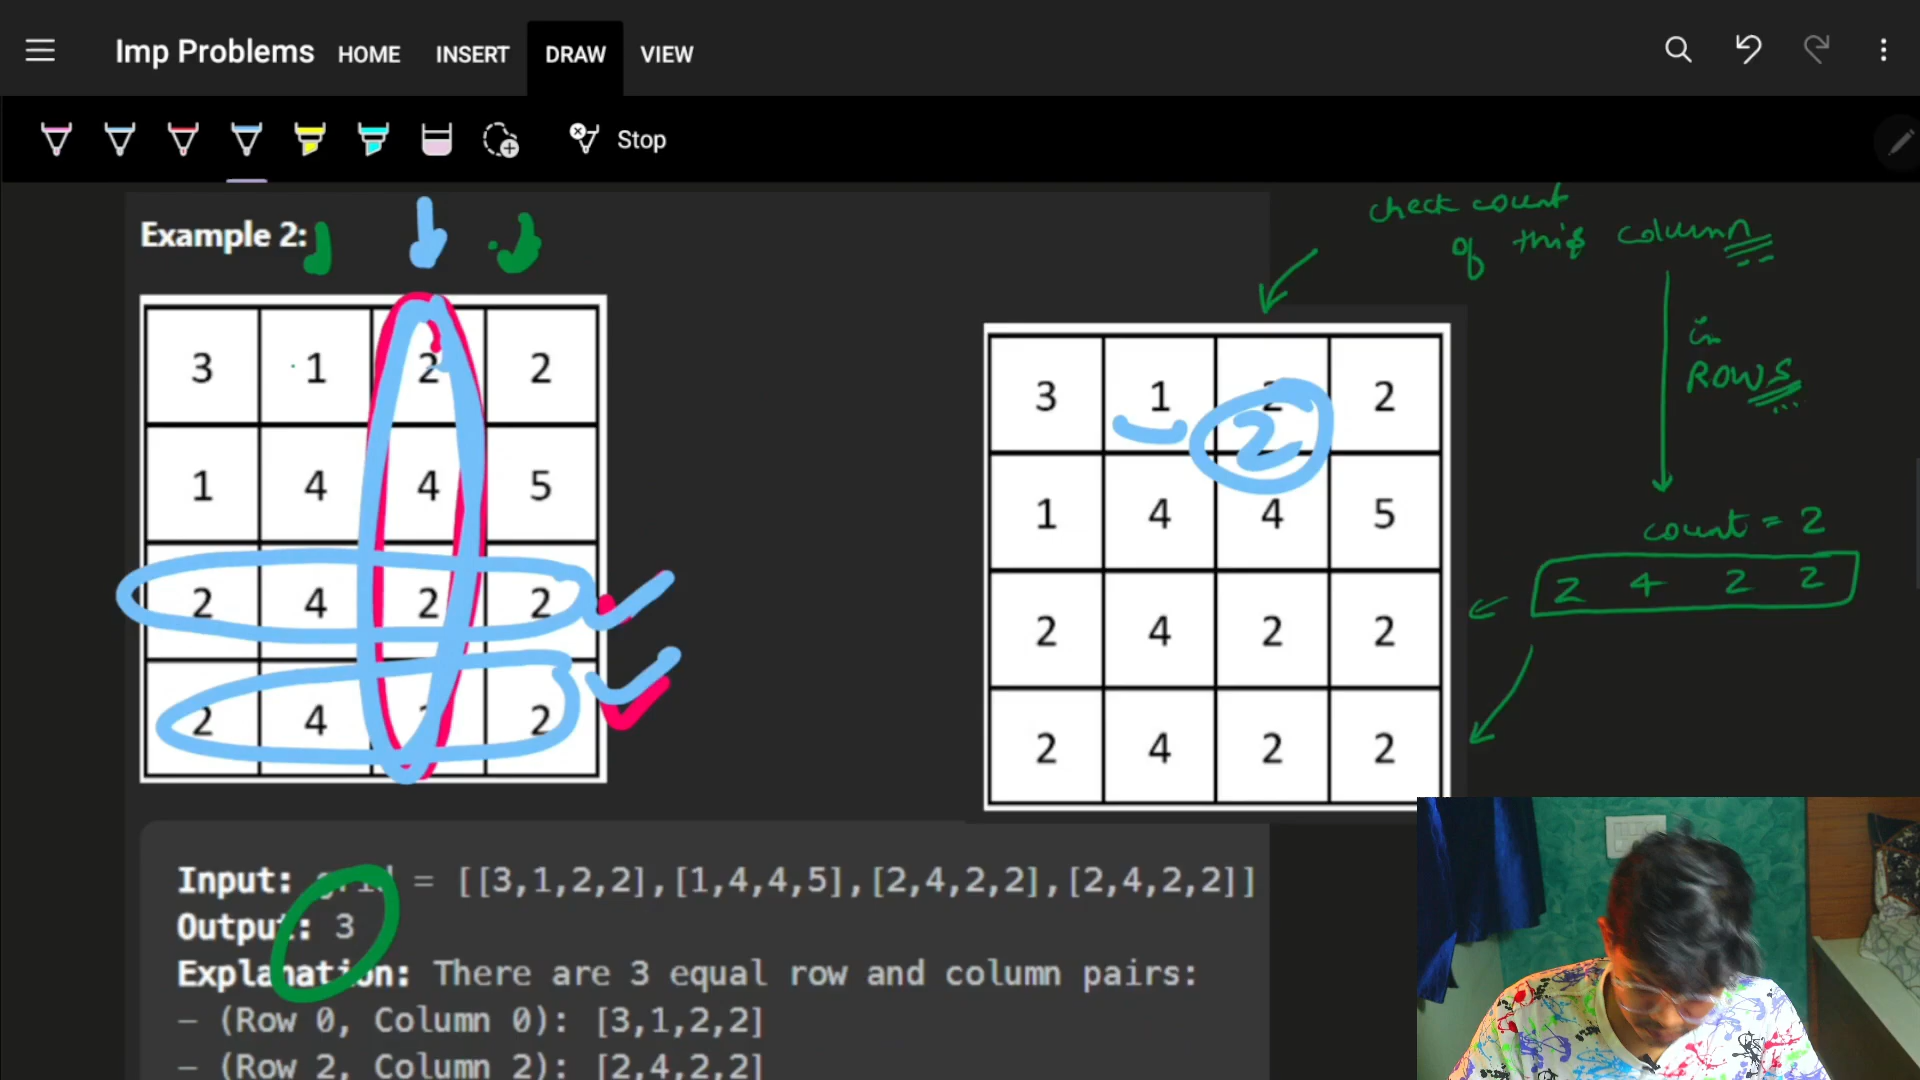 Imp Problems HOME INSERT DRAW VIEW
Stop
check count
of this column
Example 2:
in
ROWS
3 1 2 2
1 4 4 5
2 4 2 2
2 4 2
3 1 2 2
2
1 4 4 5
2 4 2 2
2 4 2 2
count = 2
2 4 2 2
Input: grid = [[3,1,2,2],[1,4,4,5],[2,4,2,2],[2,4,2,2]]
Output: 3
Explanation: There are 3 equal row and column pairs:
– (Row 0, Column 0): [3,1,2,2]
– (Row 2, Column 2): [2,4,2,2]